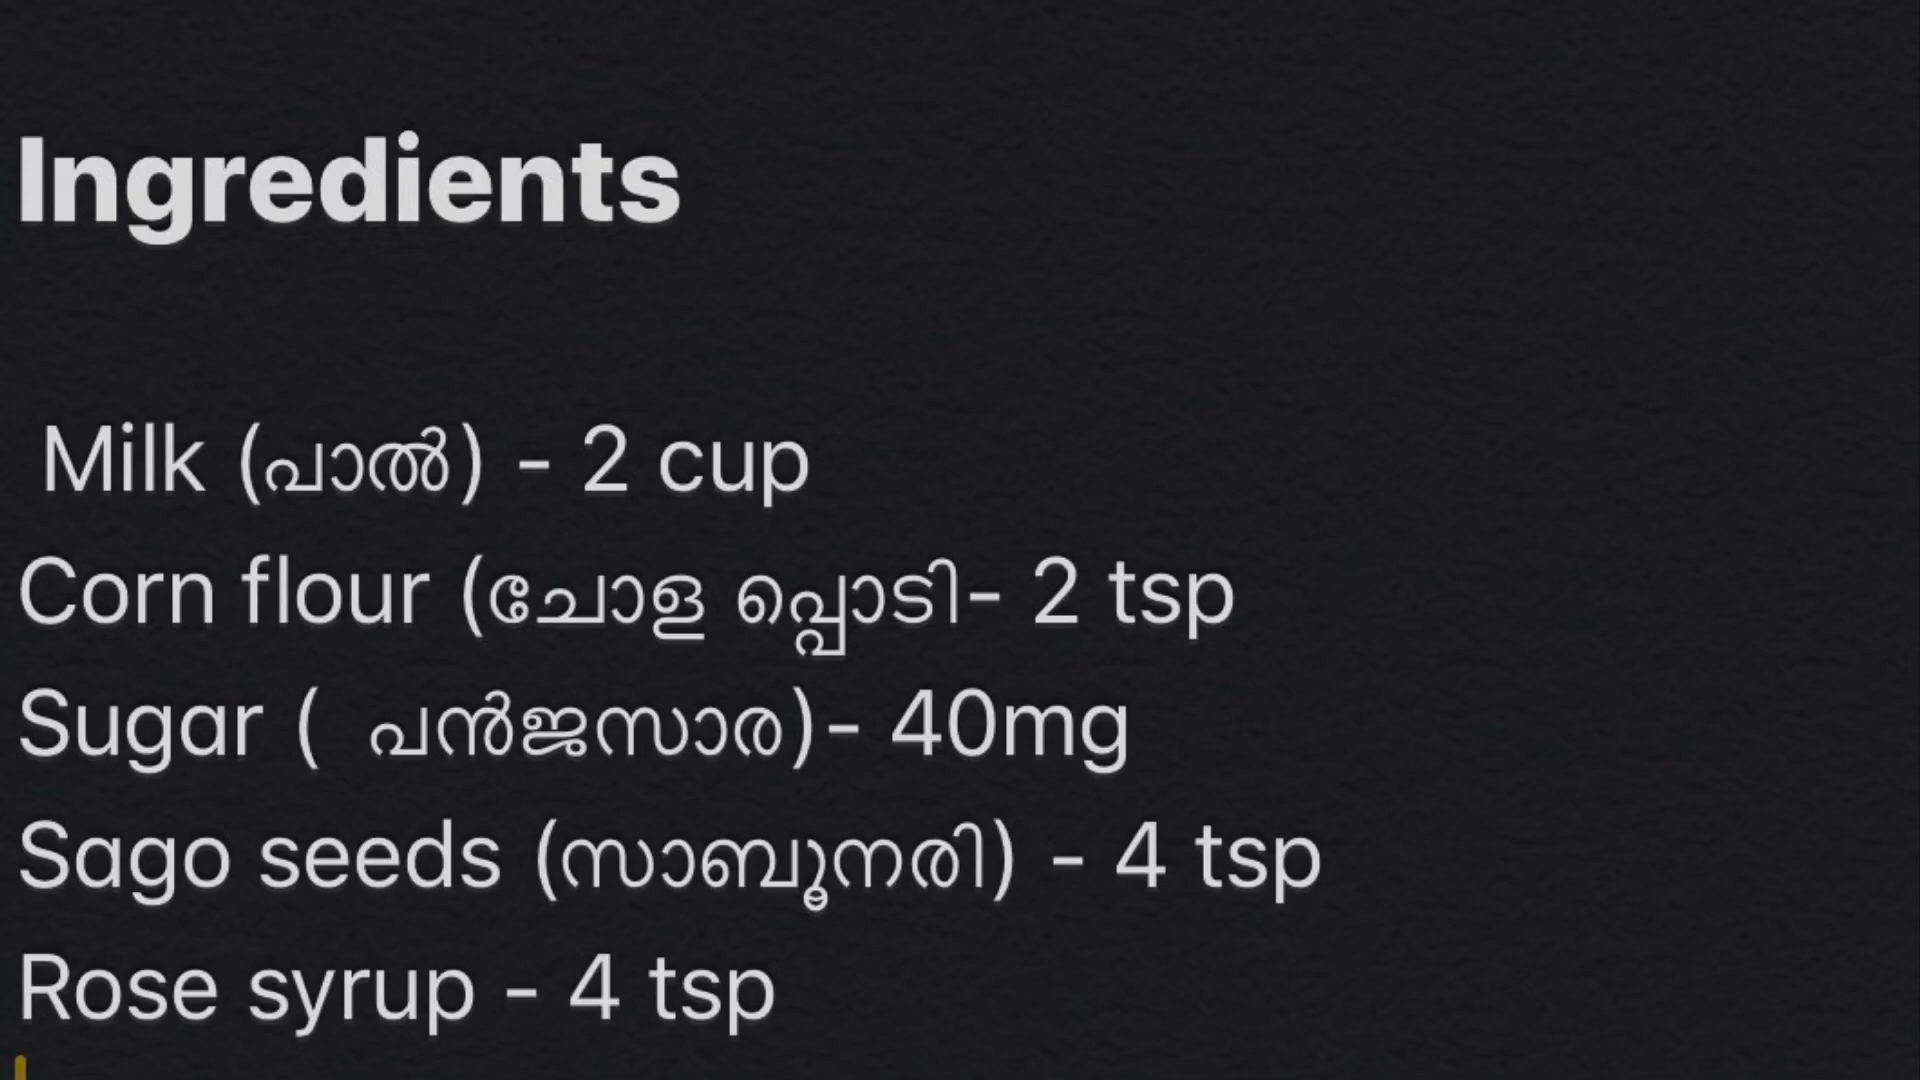 Ingredients
Milk (പാൽ) - 2 cup
Corn flour (ചോള പ്പൊടി- 2 tsp
Sugar ( പൻജസാര)- 40mg
Sago seeds (സാബൂനരി) - 4 tsp
Rose syrup - 4 tsp